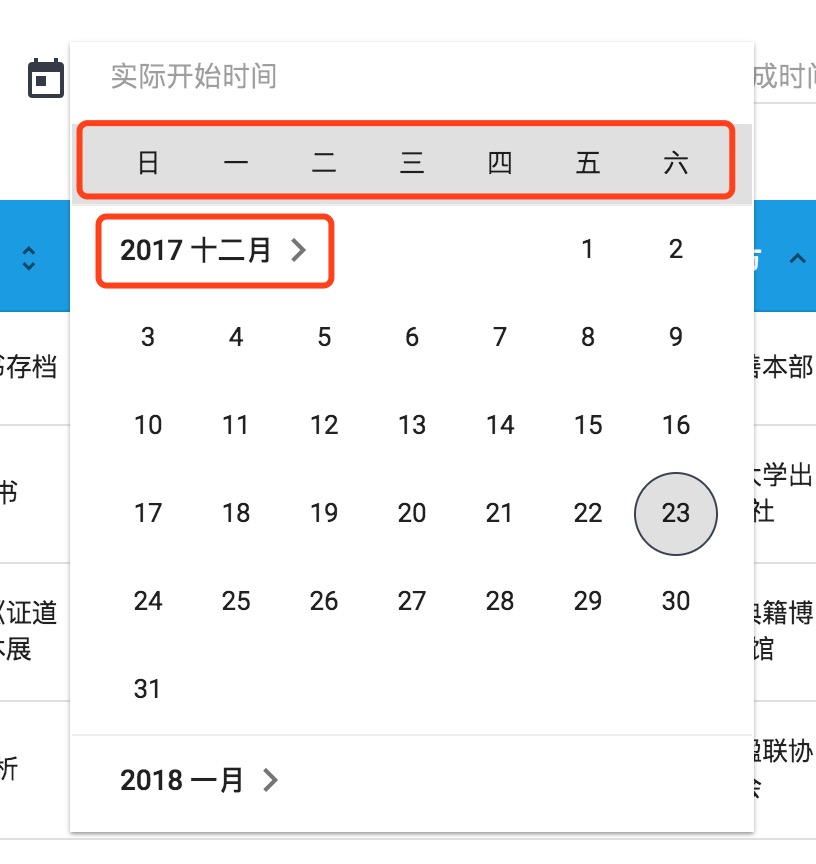 实际开始时间
成时间
日 一 二 三 四 五 六
2017 十二月
1 2
3 4 5 6 7 8 9
存档
本部
10 11 12 13 14 15 16
书
学出
社
17 18 19 20 21 22 23
24 25 26 27 28 29 30
《证道
展
籍博
馆
31
析
联协
2018 一月